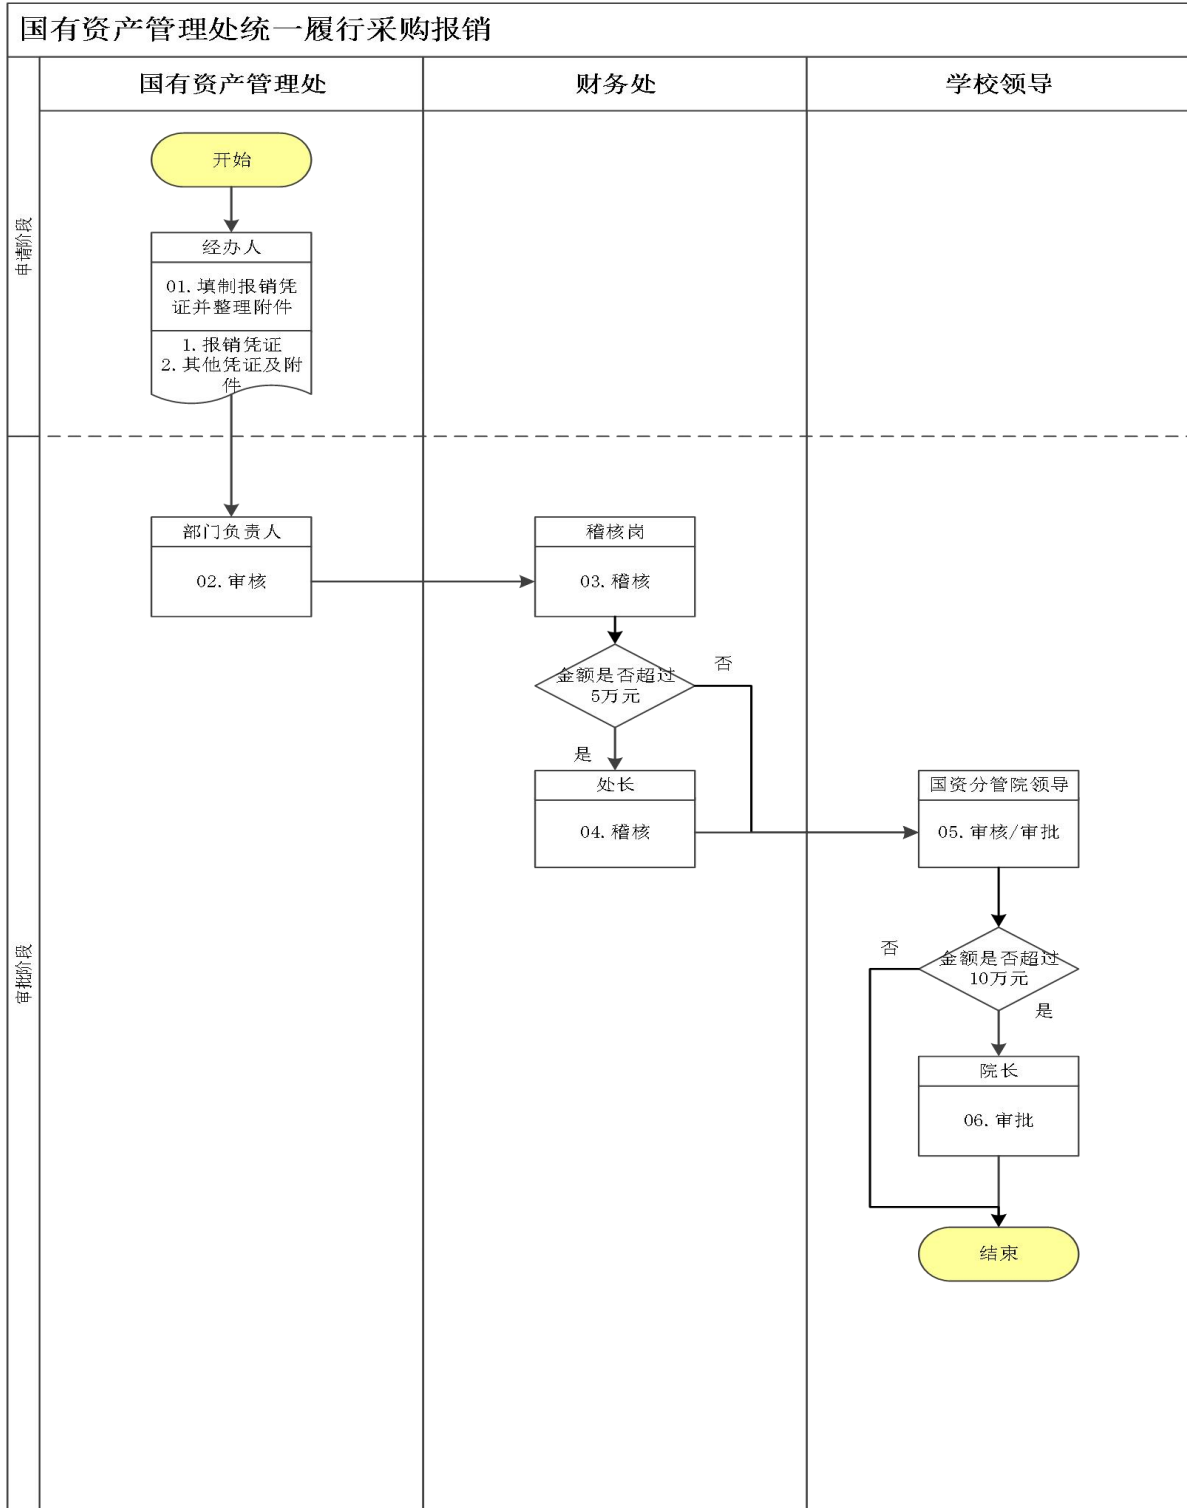 国有资产管理处统一履行采购报销
国有资产管理处
财务处
学校领导
申请阶段
开始
经办人
01.填制报销凭
证并整理附件
1.报销凭证
2.其他凭证及附
件
审批阶段
部门负责人
02.审核
稽核岗
03.稽核
金额是否超过
5万元
否
是
处长
04.稽核
国资分管院领导
05.审核/审批
金额是否超过
10万元
否
是
院长
06.审批
结束